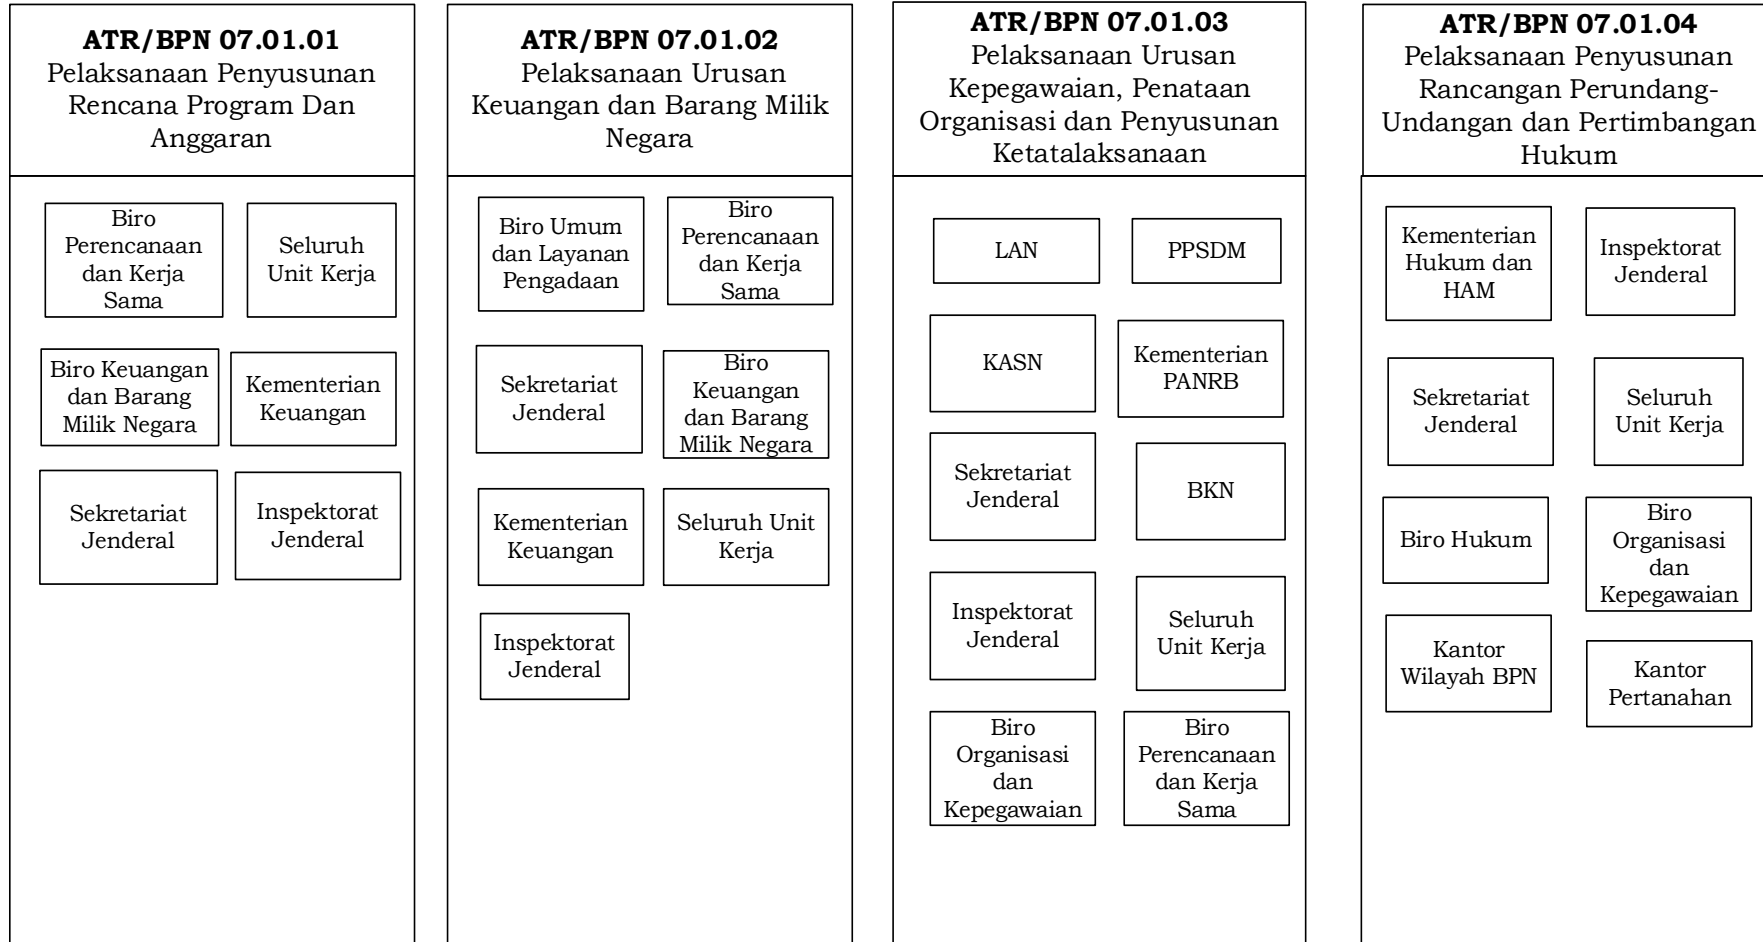 ATR/BPN 07.01.01
Pelaksanaan Penyusunan
Rencana Program Dan
Anggaran
Biro
Perencanaan
dan Kerja
Sama
Seluruh
Unit Kerja
Biro Keuangan
dan Barang
Milik Negara
Kementerian
Keuangan
Sekretariat
Jenderal
Inspektorat
Jenderal
ATR/BPN 07.01.02
Pelaksanaan Urusan
Keuangan dan Barang Milik
Negara
Biro Umum
dan Layanan
Pengadaan
Biro
Perencanaan
dan Kerja
Sama
Sekretariat
Jenderal
Biro
Keuangan
dan Barang
Milik Negara
Kementerian
Keuangan
Seluruh Unit
Kerja
Inspektorat
Jenderal
ATR/BPN 07.01.03
Pelaksanaan Urusan
Kepegawaian, Penataan
Organisasi dan Penyusunan
Ketatalaksanaan
LAN
PPSDM
KASN
Kementerian
PANRB
Sekretariat
Jenderal
BKN
Inspektorat
Jenderal
Seluruh
Unit Kerja
Biro
Organisasi
dan
Kepegawaian
Biro
Perencanaan
dan Kerja
Sama
ATR/BPN 07.01.04
Pelaksanaan Penyusunan
Rancangan Perundang-
Undangan dan Pertimbangan
Hukum
Kementerian
Hukum dan
HAM
Inspektorat
Jenderal
Sekretariat
Jenderal
Seluruh
Unit Kerja
Biro Hukum
Biro
Organisasi
dan
Kepegawaian
Kantor
Wilayah BPN
Kantor
Pertanahan